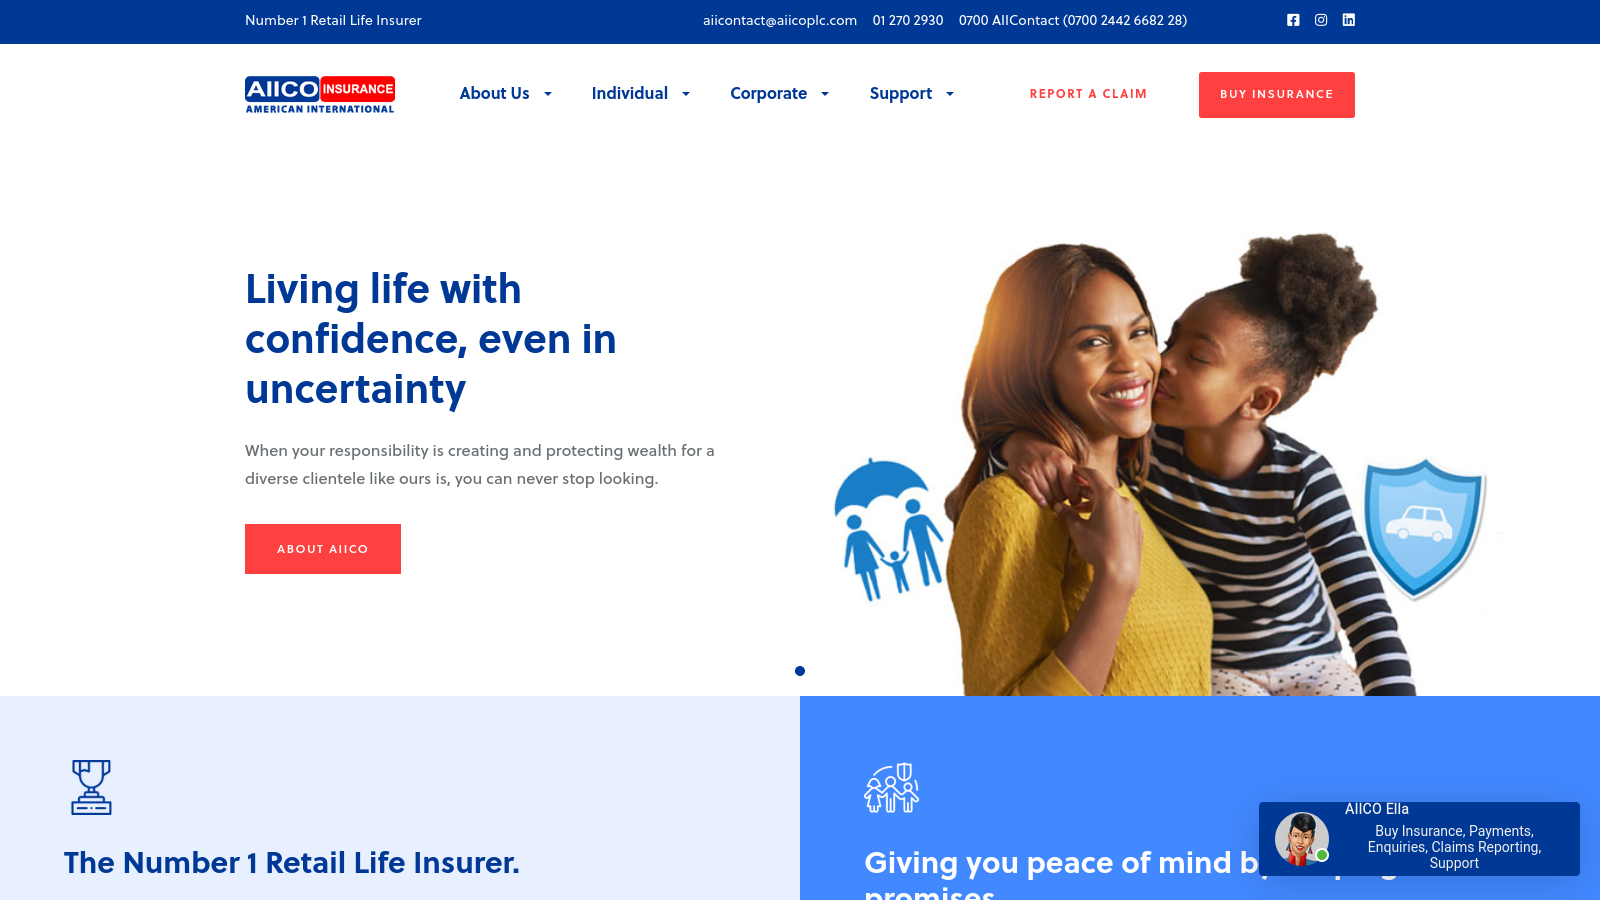 Number 1 Retail Life Insurer
aiicontact@aiicoplc.com 01 270 2930 0700 AIIContact (0700 2442 6682 28)
AIICO INSURANCE
AMERICAN INTERNATIONAL
About Us Individual Corporate Support REPORT A CLAIM BUY INSURANCE
Living life with
confidence, even in
uncertainty
When your responsibility is creating and protecting wealth for a
diverse clientele like ours is, you can never stop looking.
ABOUT AIICO
The Number 1 Retail Life Insurer.
Giving you peace of mind
promises
AIICO Ella
Buy Insurance, Payments,
Enquiries, Claims Reporting,
Support